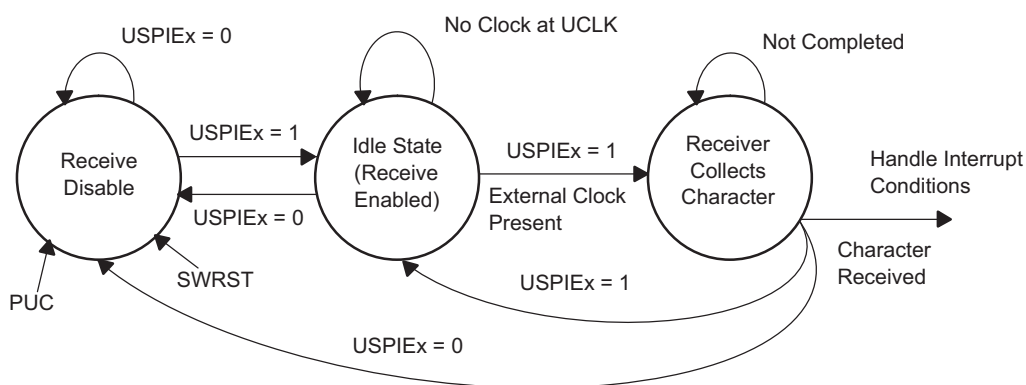 USPIEx = 0
No Clock at UCLK
Not Completed
USPIEx = 1
Receive
Disable
USPIEx = 0
Idle State
(Receive
Enabled)
USPIEx = 1
External Clock
Present
Receiver
Collects
Character
Handle Interrupt
Conditions
Character
Received
PUC
SWRST
USPIEx = 1
USPIEx = 0